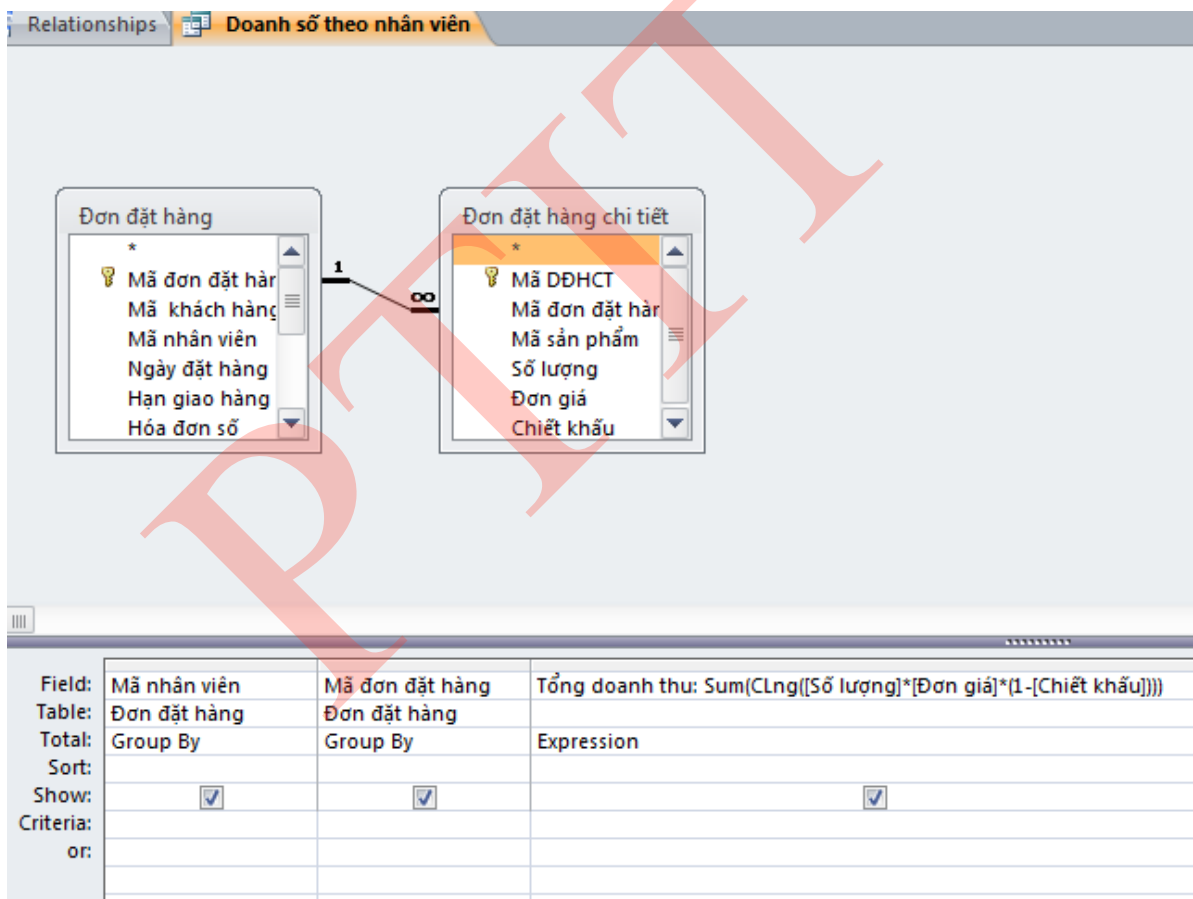 Relationships
Doanh số theo nhân viên
Đơn đặt hàng
*
Mã đơn đặt hàr
Mã khách hàng
Mã nhân viên
Ngày đặt hàng
Hạn giao hàng
Hóa đơn số
1
∞
Đơn đặt hàng chi tiết
*
Mã DĐHCT
Mã đơn đặt hàr
Mã sản phẩm
Số lượng
Đơn giá
Chiết khấu
PTIT
Field: Mã nhân viên Mã đơn đặt hàng Tổng doanh thu: Sum(CLng([Số lượng]*[Đơn giá]*(1-[Chiết khấu])))
Table: Đơn đặt hàng Đơn đặt hàng
Total: Group By Group By Expression
Sort:
Show:
Criteria:
or: